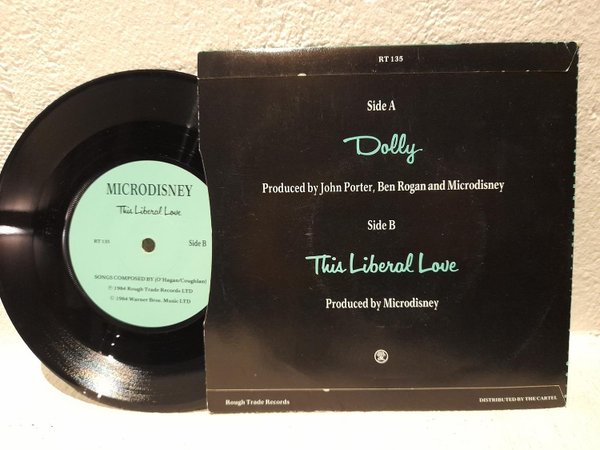 MICRODISNEY
This Liberal Love
RT 135 Side B
SONGS COMPOSED BY (O'Hagan/Coughlan)
Ⓟ 1984 Rough Trade Records LTD
© 1984 Warner Bros. Music LTD
RT 135
Side A
Dolly
Produced by John Porter, Ben Rogan and Microdisney
Side B
This Liberal Love
Produced by Microdisney
Rough Trade Records
DISTRIBUTED BY THE CARTEL